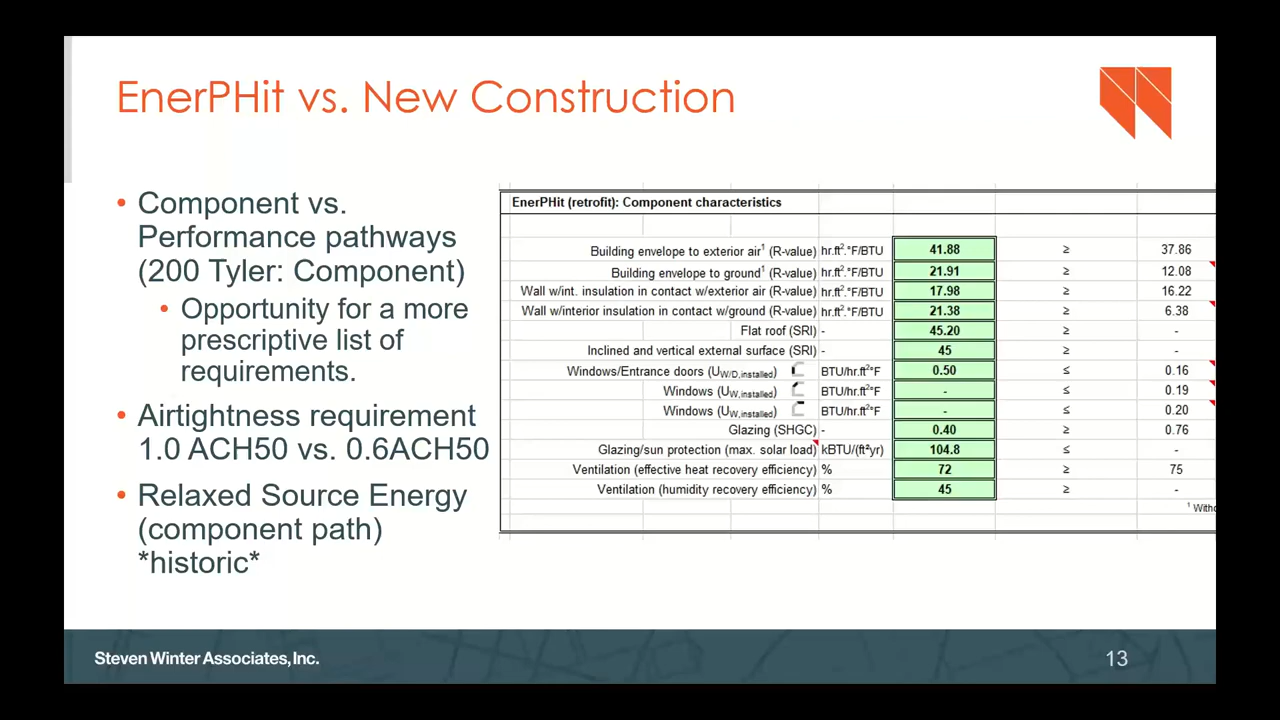 EnerPHit vs. New Construction
• Component vs.
Performance pathways
(200 Tyler: Component)
• Opportunity for a more
prescriptive list of
requirements.
• Airtightness requirement
1.0 ACH50 vs. 0.6ACH50
• Relaxed Source Energy
(component path)
*historic*
EnerPHit (retrofit): Component characteristics
Building envelope to exterior air¹ (R-value) hr.ft².°F/BTU 41.88 ≥ 37.86
Building envelope to ground¹ (R-value) hr.ft².°F/BTU 21.91 ≥ 12.08
Wall w/int. insulation in contact w/exterior air (R-value) hr.ft².°F/BTU 17.98 ≥ 16.22
Wall w/interior insulation in contact w/ground (R-value) hr.ft².°F/BTU 21.38 ≥ 6.38
Flat roof (SRI) - 45.20 ≥ -
Inclined and vertical external surface (SRI) - 45 ≥ -
Windows/Entrance doors (U W/D,installed) BTU/hr.ft²°F 0.50 ≤ 0.16
Windows (U W,installed) BTU/hr.ft²°F - ≤ 0.19
Windows (U W,installed) BTU/hr.ft²°F - ≤ 0.20
Glazing (SHGC) - 0.40 ≥ 0.76
Glazing/sun protection (max. solar load) kBTU/(ft²yr) 104.8 ≤ -
Ventilation (effective heat recovery efficiency) % 72 ≥ 75
Ventilation (humidity recovery efficiency) % 45 ≥ -
¹ Witho
Steven Winter Associates, Inc.
13